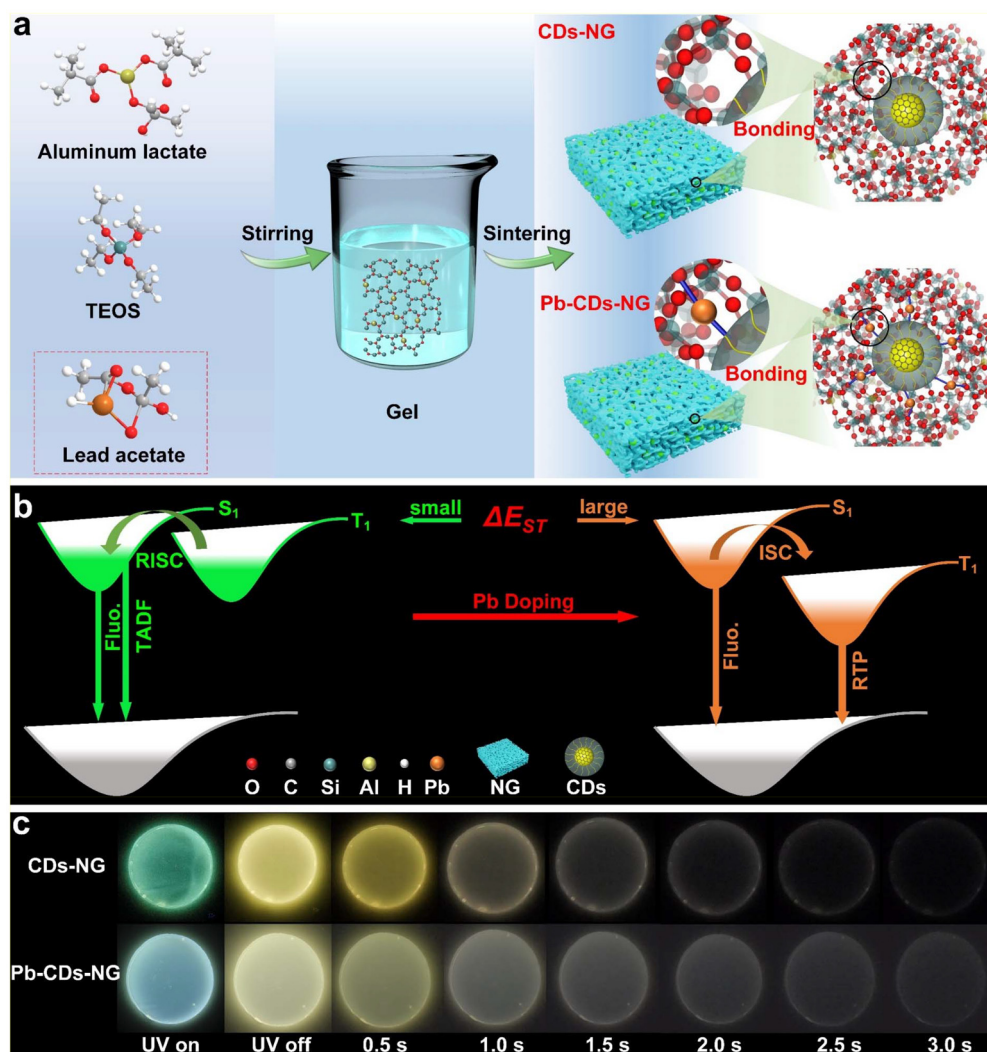 a
Aluminum lactate
TEOS
Lead acetate
Stirring
Gel
Sintering
CDs-NG
Bonding
Pb-CDs-NG
Bonding
b
S₁
T₁
RISC
Fluo.
TADF
small
ΔE_ST
large
Pb Doping
S₁
ISC
T₁
Fluo.
RTP
O C Si Al H Pb NG CDs
c
CDs-NG
Pb-CDs-NG
UV on UV off 0.5 s 1.0 s 1.5 s 2.0 s 2.5 s 3.0 s